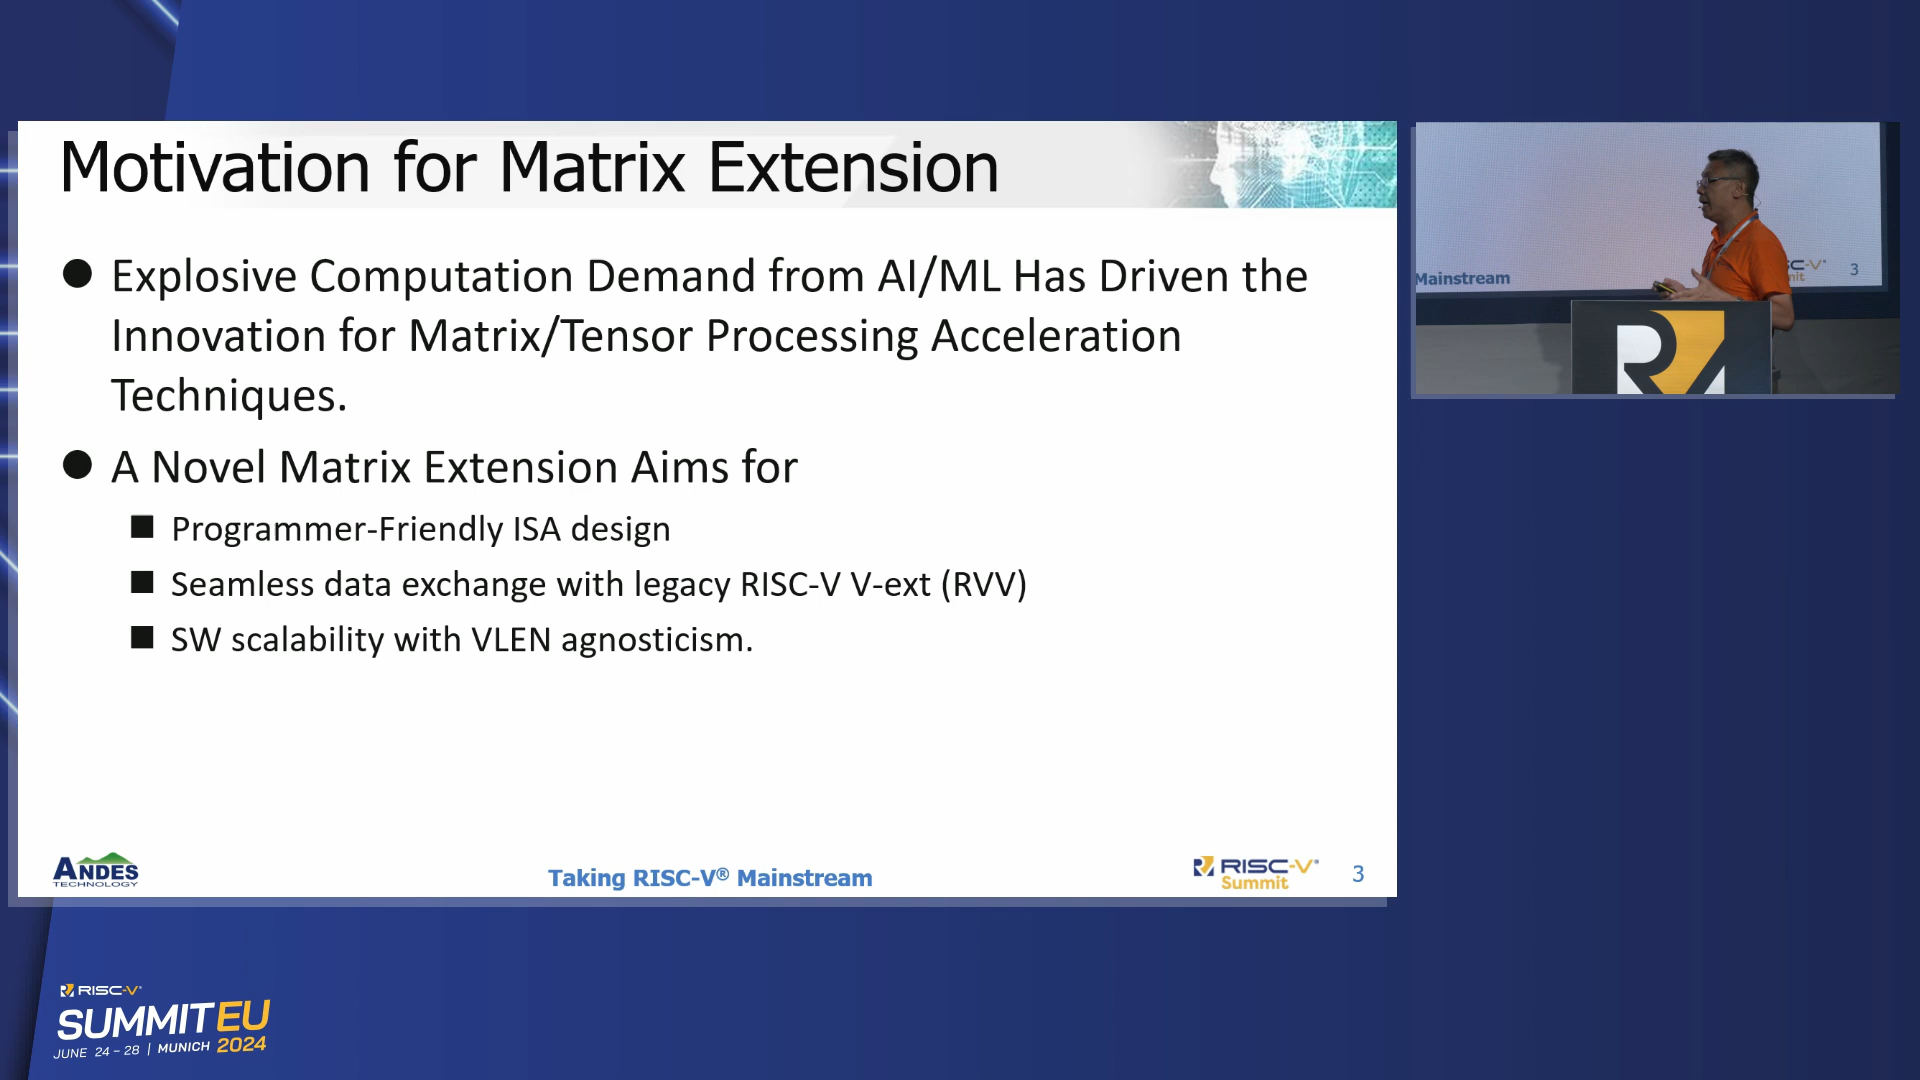 Motivation for Matrix Extension
● Explosive Computation Demand from AI/ML Has Driven the
Innovation for Matrix/Tensor Processing Acceleration
Techniques.
● A Novel Matrix Extension Aims for
■ Programmer-Friendly ISA design
■ Seamless data exchange with legacy RISC-V V-ext (RVV)
■ SW scalability with VLEN agnosticism.
ANDES
TECHNOLOGY
Taking RISC-V® Mainstream
RISC-V®
Summit
3
Mainstream
SC-V®
mit
3
RISC-V®
SUMMIT EU
JUNE 24 – 28 | MUNICH 2024